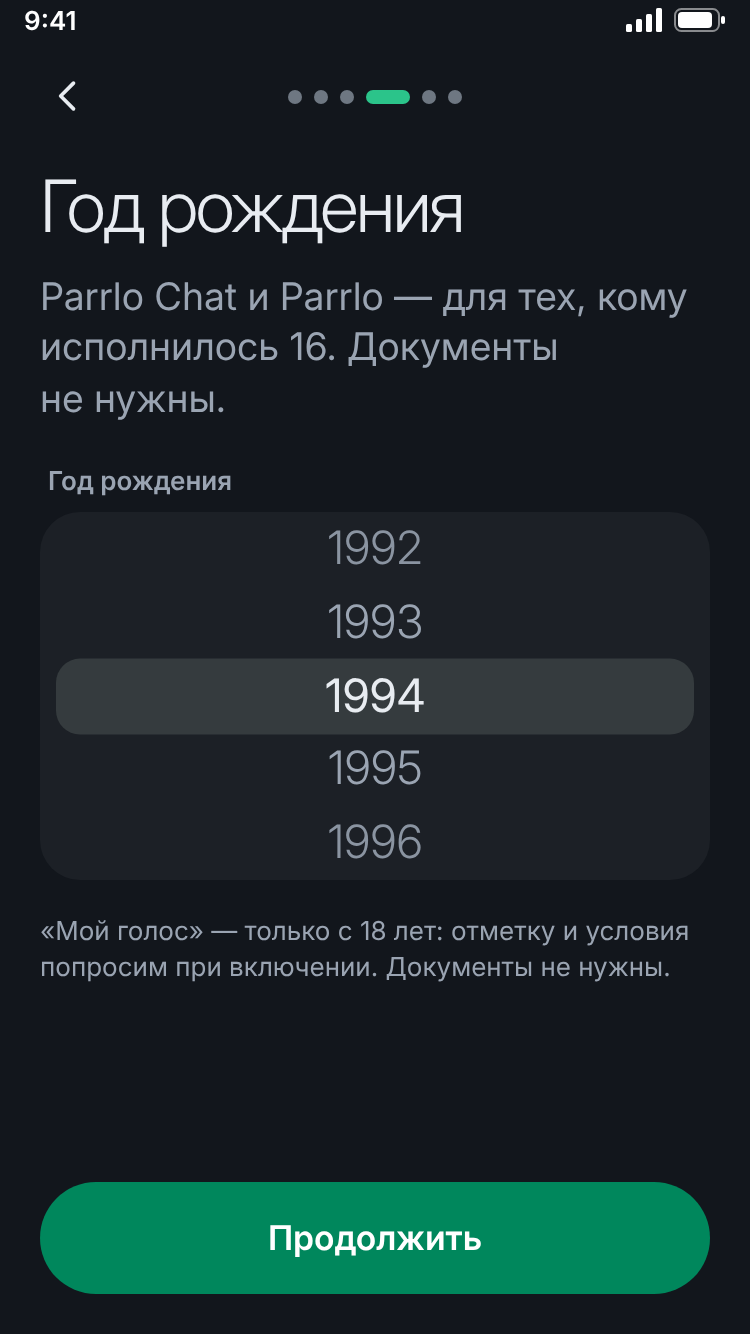 9:41
Год рождения
Parrlo Chat и Parrlo — для тех, кому
исполнилось 16. Документы
не нужны.
Год рождения
1992
1993
1994
1995
1996
«Мой голос» — только с 18 лет: отметку и условия
попросим при включении. Документы не нужны.
Продолжить